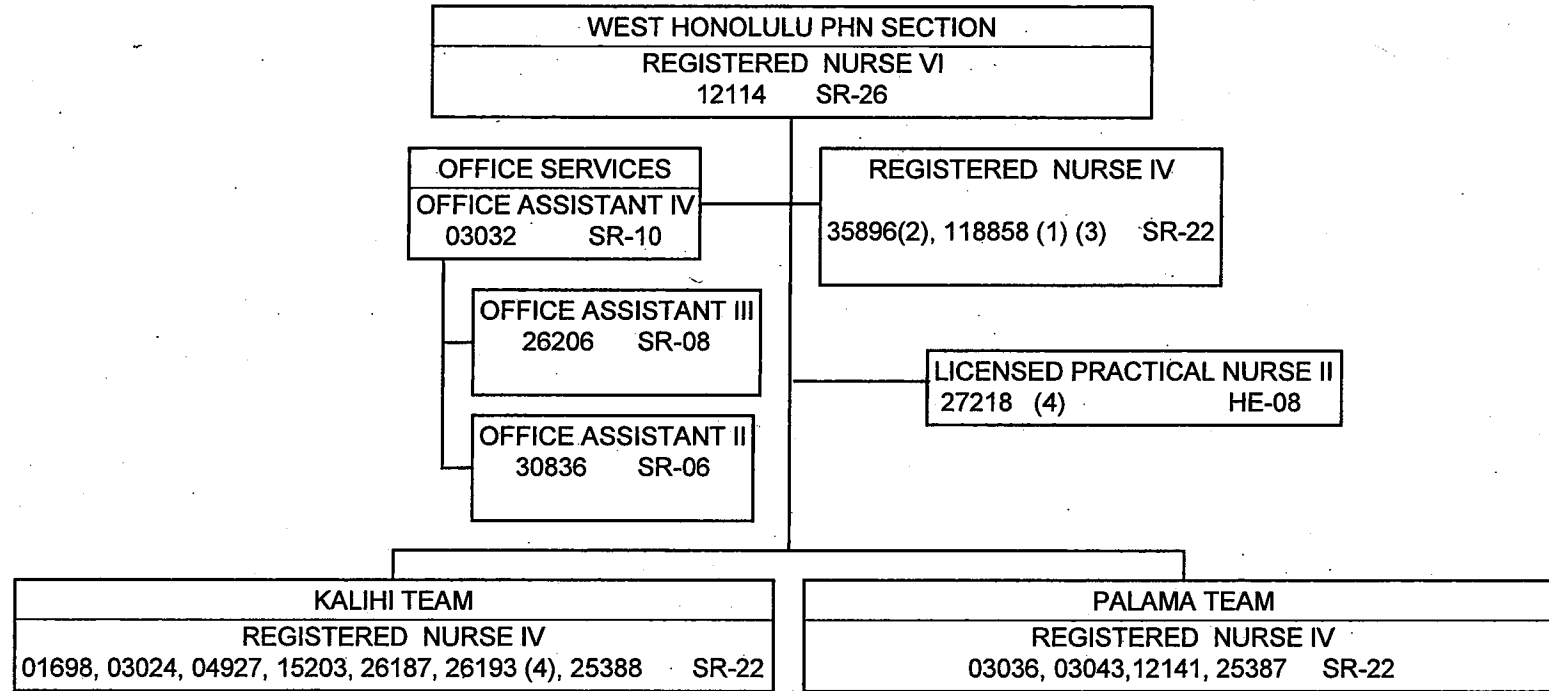 WEST HONOLULU PHN SECTION
REGISTERED NURSE VI
12114 SR-26
OFFICE SERVICES
OFFICE ASSISTANT IV
03032 SR-10
REGISTERED NURSE IV
35896(2), 118858 (1) (3) SR-22
OFFICE ASSISTANT III
26206 SR-08
LICENSED PRACTICAL NURSE II
27218 (4) HE-08
OFFICE ASSISTANT II
30836 SR-06
KALIHI TEAM
REGISTERED NURSE IV
01698, 03024, 04927, 15203, 26187, 26193 (4), 25388 SR-22
PALAMA TEAM
REGISTERED NURSE IV
03036, 03043,12141, 25387 SR-22